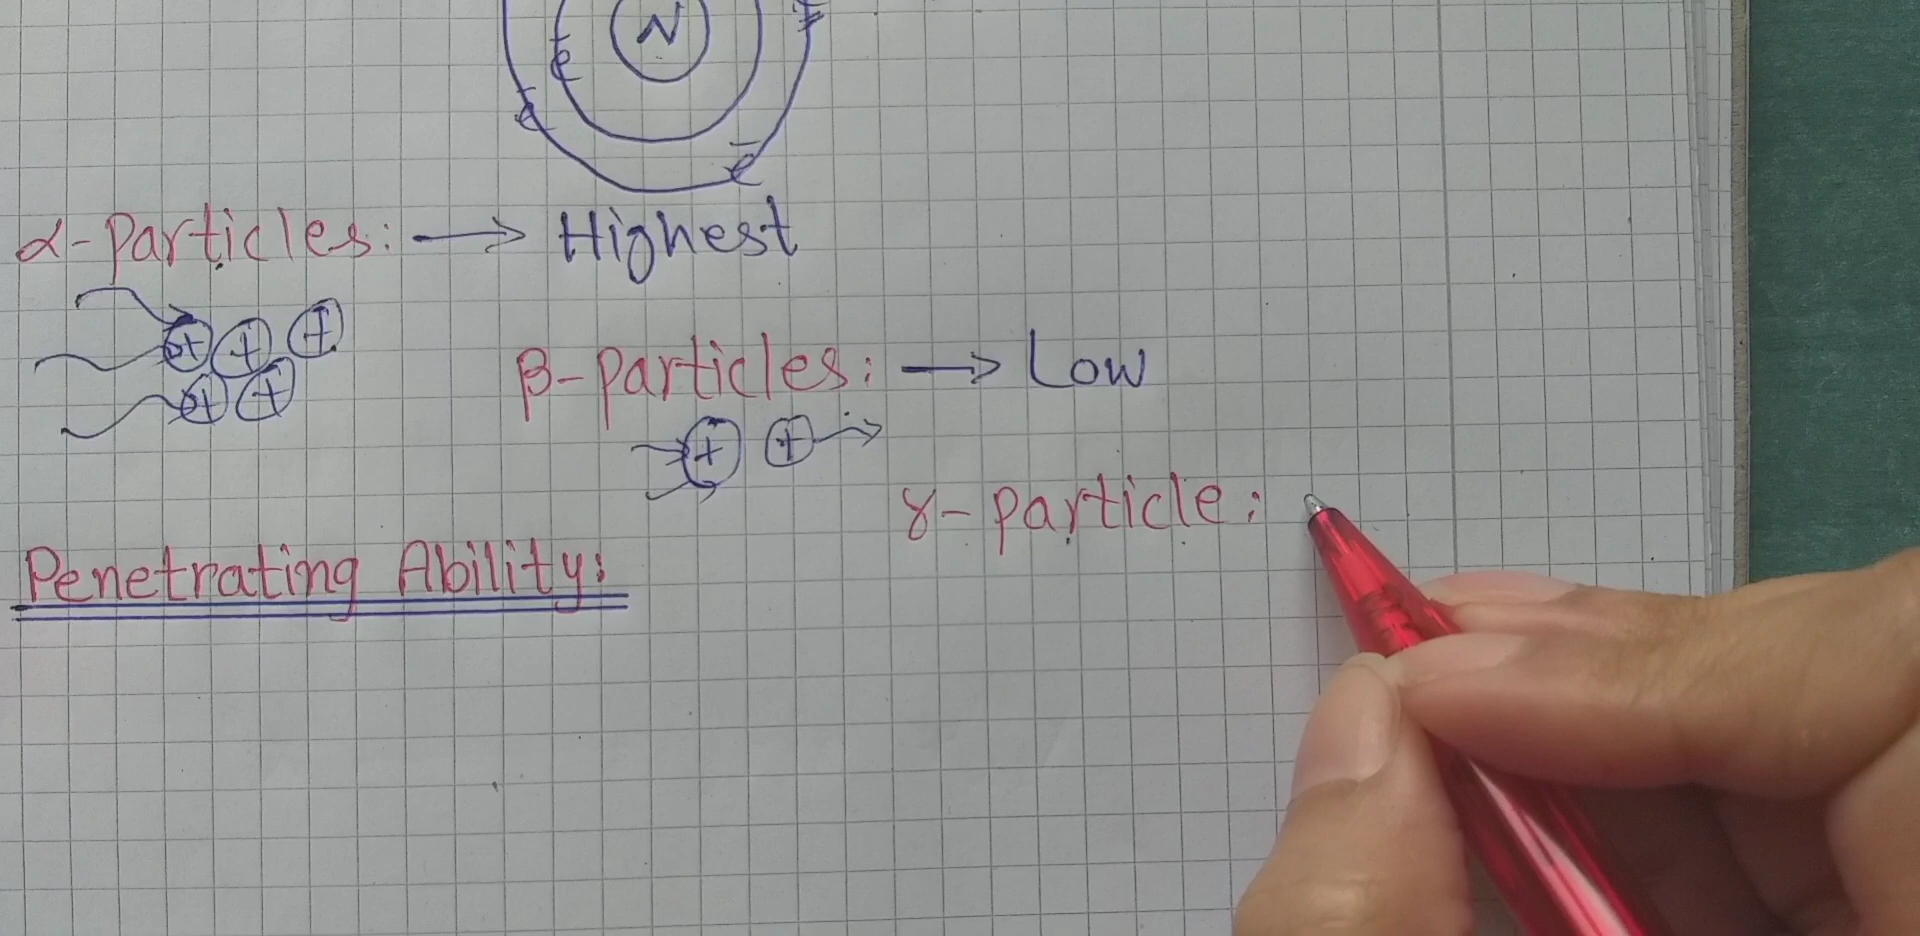 N
e
e
e
α-Particles: → Highest
+ + +
+ +
β-Particles: → Low
+ +
γ-Particle:
Penetrating Ability: